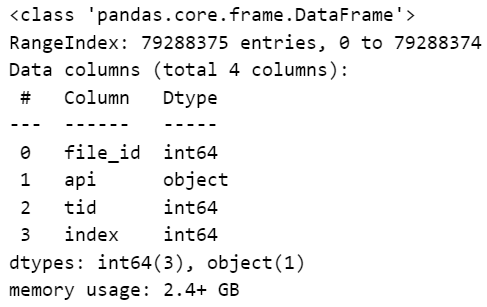 <class 'pandas.core.frame.DataFrame'>
RangeIndex: 79288375 entries, 0 to 79288374
Data columns (total 4 columns):
 #   Column   Dtype
---  ------   -----
 0   file_id  int64
 1   api      object
 2   tid      int64
 3   index    int64
dtypes: int64(3), object(1)
memory usage: 2.4+ GB